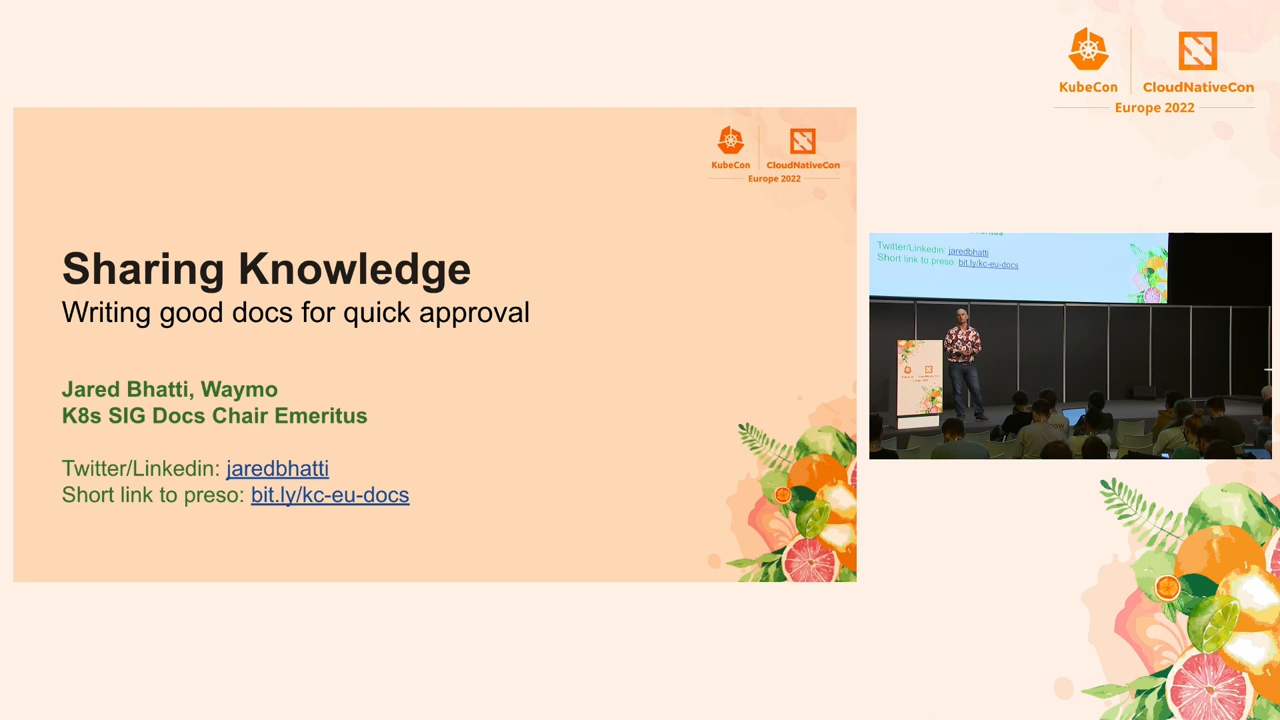 KubeCon
CloudNativeCon
Europe 2022
KubeCon
CloudNativeCon
Europe 2022
Sharing Knowledge
Writing good docs for quick approval
Jared Bhatti, Waymo
K8s SIG Docs Chair Emeritus
Twitter/Linkedin: jaredbhatti
Short link to preso: bit.ly/kc-eu-docs
Twitter/Linkedin: jaredbhatti
Short link to preso: bit.ly/kc-eu-docs